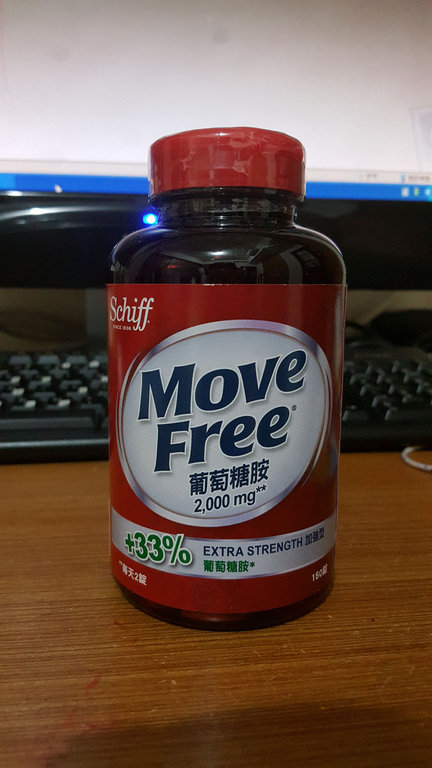 Schiff
SINCE 1936
Move
Free®
葡萄糖胺
2,000 mg**
+33% EXTRA STRENGTH 加強型
葡萄糖胺*
**每天2錠
150錠